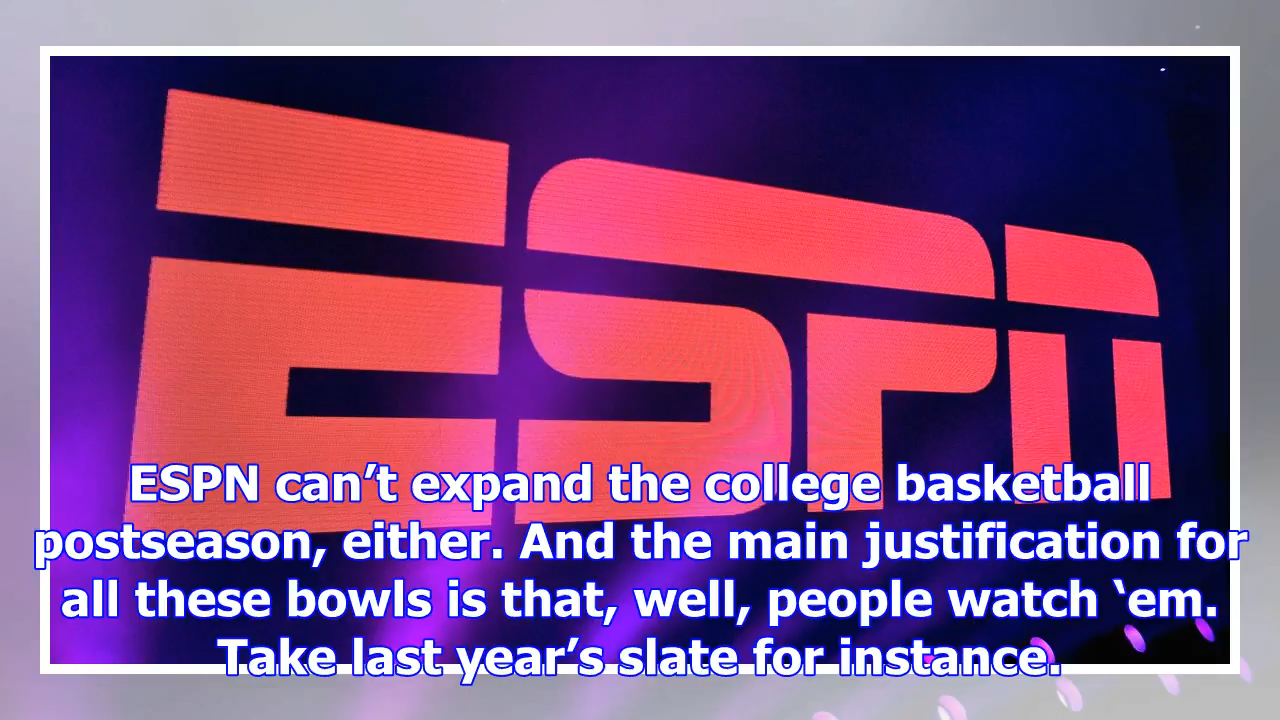 ESPN
ESPN can’t expand the college basketball
postseason, either. And the main justification for
all these bowls is that, well, people watch ‘em.
Take last year’s slate for instance.